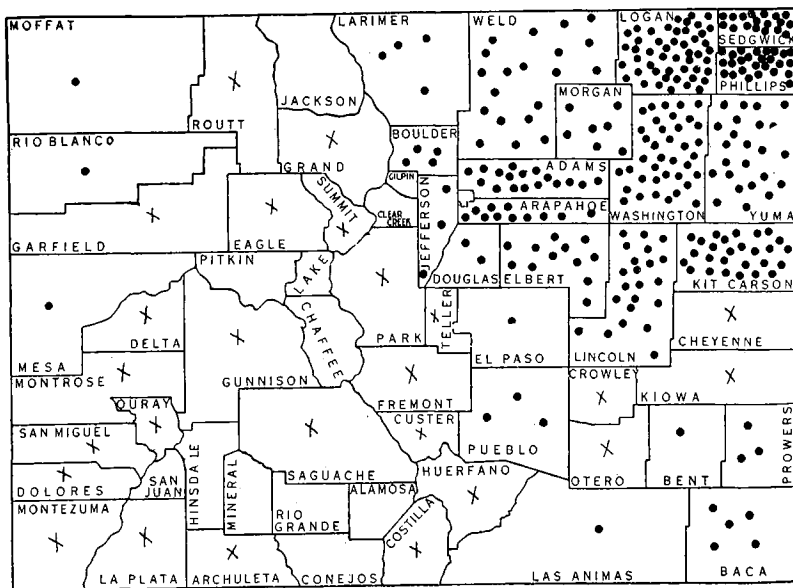 MOFFAT
LARIMER
WELD
LOGAN
SEDGWICK
PHILLIPS
JACKSON
ROUTT
MORGAN
RIO BLANCO
BOULDER
GRAND
GILPIN
ADAMS
SUMMIT
CLEAR CREEK
JEFFERSON
ARAPAHOE
WASHINGTON
YUMA
GARFIELD
EAGLE
PITKIN
LAKE
DOUGLAS
ELBERT
KIT CARSON
DELTA
CHAFFEE
PARK
TELLER
EL PASO
LINCOLN
CHEYENNE
MESA
MONTROSE
GUNNISON
CROWLEY
KIOWA
OURAY
FREMONT
CUSTER
SAN MIGUEL
PUEBLO
PROWERS
HINSDALE
MINERAL
SAGUACHE
HUERFANO
OTERO
BENT
DOLORES
SAN JUAN
ALAMOSA
MONTEZUMA
RIO GRANDE
COSTILLA
LA PLATA
ARCHULETA
CONEJOS
LAS ANIMAS
BACA